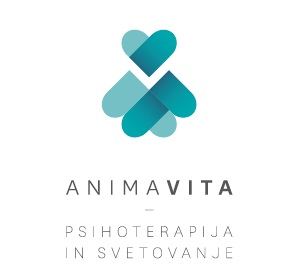 ANIMAVITA
–
PSIHOTERAPIJA
IN SVETOVANJE